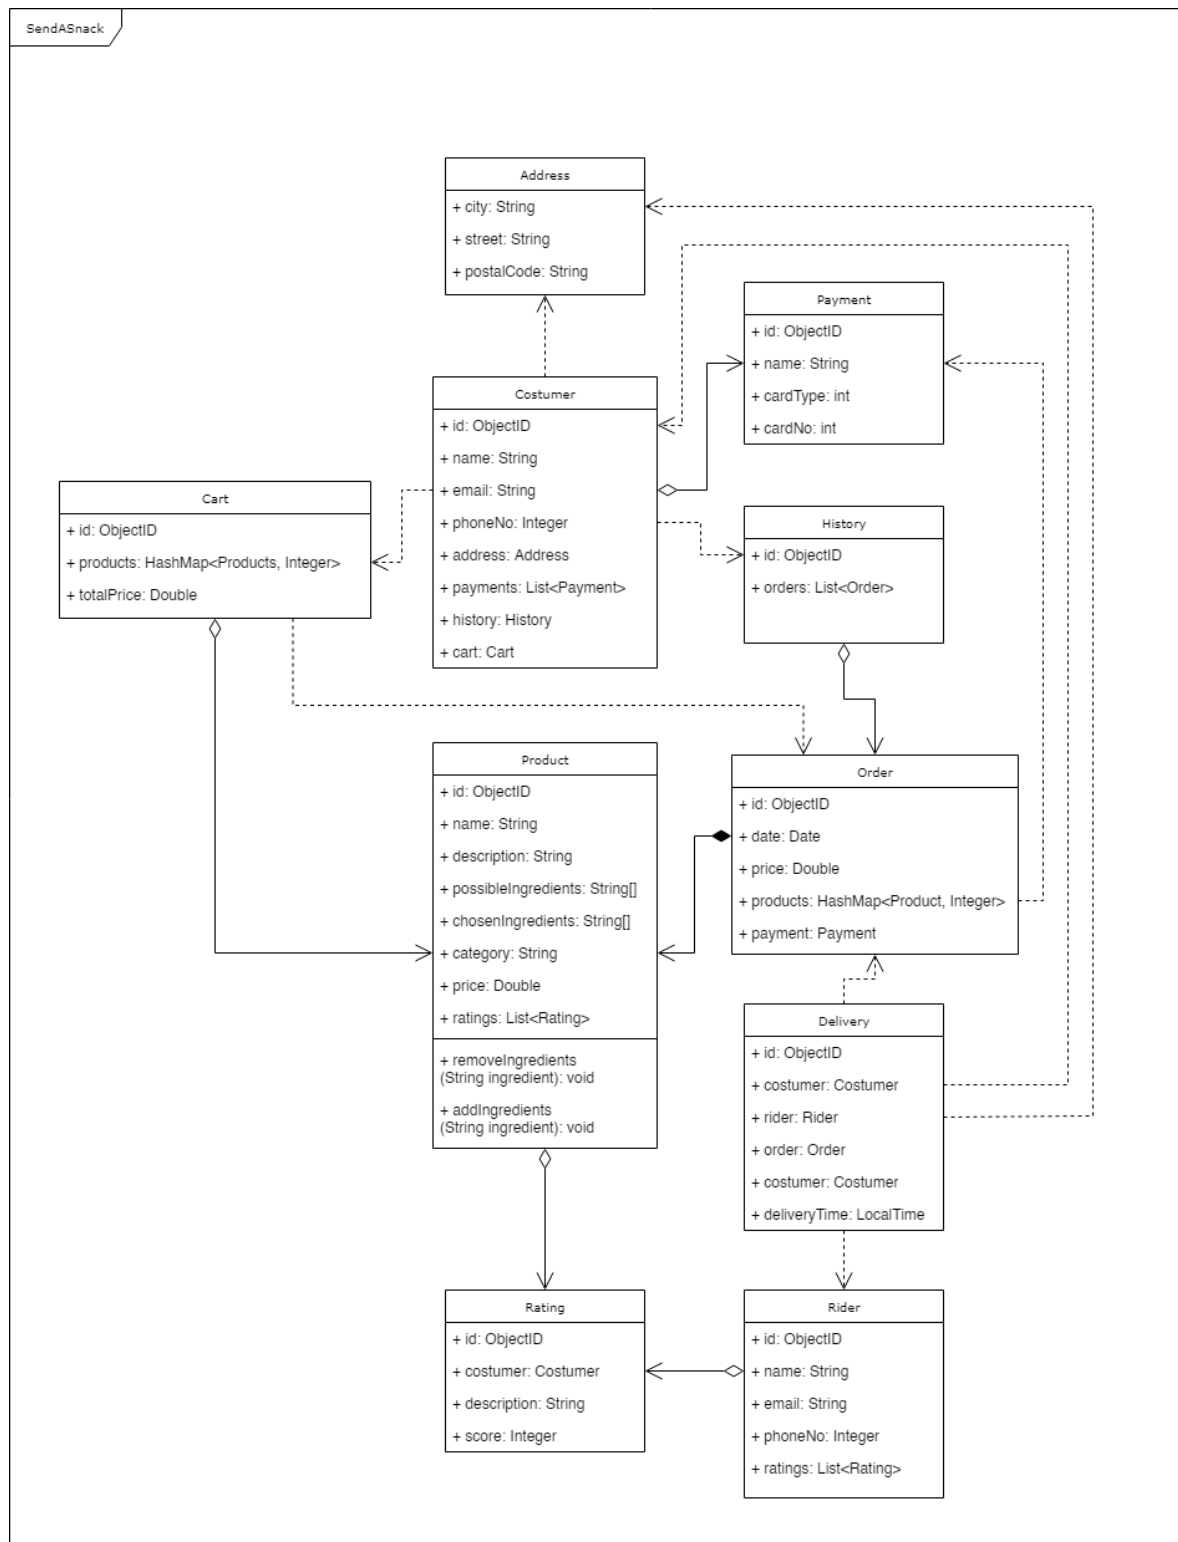 SendASnack
Address
+ city: String
+ street: String
+ postalCode: String
Payment
+ id: ObjectID
+ name: String
+ cardType: int
+ cardNo: int
Costumer
+ id: ObjectID
+ name: String
+ email: String
+ phoneNo: Integer
+ address: Address
+ payments: List<Payment>
+ history: History
+ cart: Cart
Cart
+ id: ObjectID
+ products: HashMap<Products, Integer>
+ totalPrice: Double
History
+ id: ObjectID
+ orders: List<Order>
Product
+ id: ObjectID
+ name: String
+ description: String
+ possibleIngredients: String[]
+ chosenIngredients: String[]
+ category: String
+ price: Double
+ ratings: List<Rating>
+ removeIngredients
(String ingredient): void
+ addIngredients
(String ingredient): void
Order
+ id: ObjectID
+ date: Date
+ price: Double
+ products: HashMap<Product, Integer>
+ payment: Payment
Delivery
+ id: ObjectID
+ costumer: Costumer
+ rider: Rider
+ order: Order
+ costumer: Costumer
+ deliveryTime: LocalTime
Rating
+ id: ObjectID
+ costumer: Costumer
+ description: String
+ score: Integer
Rider
+ id: ObjectID
+ name: String
+ email: String
+ phoneNo: Integer
+ ratings: List<Rating>